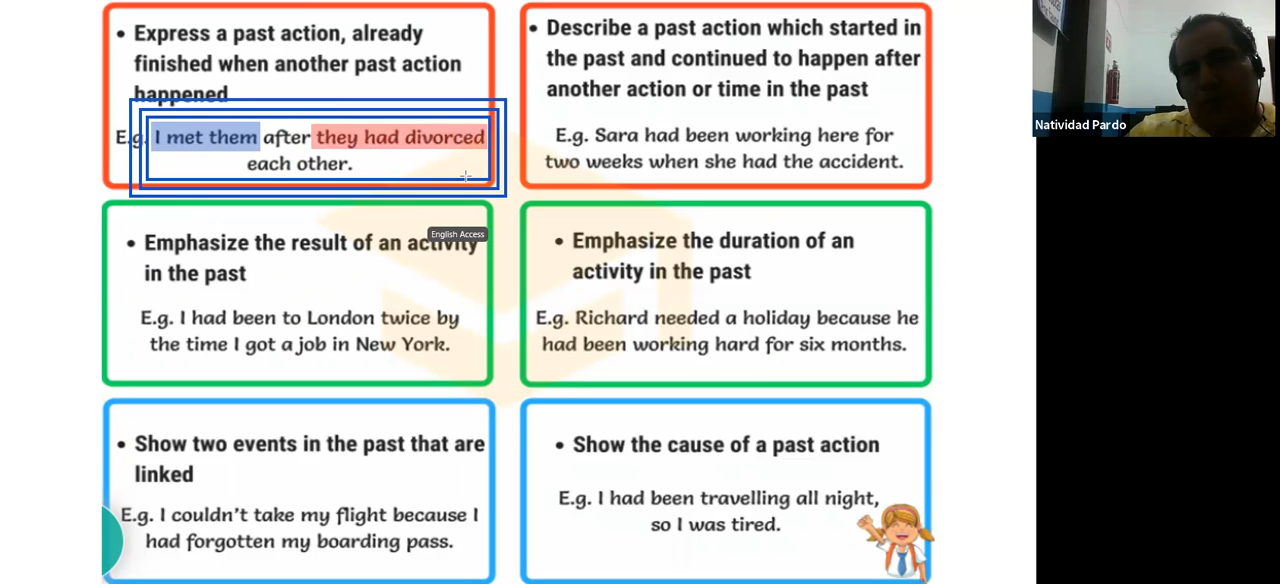 • Express a past action, already
finished when another past action
happened
E.g. I met them after they had divorced
each other.
• Describe a past action which started in
the past and continued to happen after
another action or time in the past
E.g. Sara had been working here for
two weeks when she had the accident.
• Emphasize the result of an activity
in the past
E.g. I had been to London twice by
the time I got a job in New York.
English Access
• Emphasize the duration of an
activity in the past
E.g. Richard needed a holiday because he
had been working hard for six months.
• Show two events in the past that are
linked
E.g. I couldn't take my flight because I
had forgotten my boarding pass.
• Show the cause of a past action
E.g. I had been travelling all night,
so I was tired.
Natividad Pardo